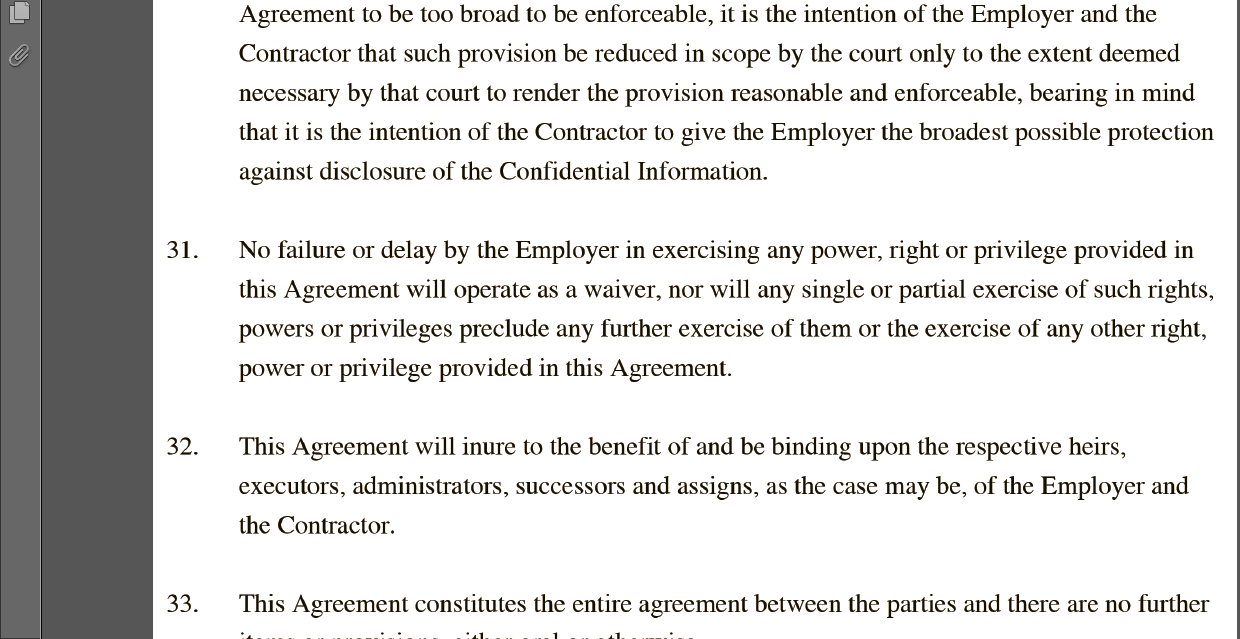 Agreement to be too broad to be enforceable, it is the intention of the Employer and the
Contractor that such provision be reduced in scope by the court only to the extent deemed
necessary by that court to render the provision reasonable and enforceable, bearing in mind
that it is the intention of the Contractor to give the Employer the broadest possible protection
against disclosure of the Confidential Information.
31. No failure or delay by the Employer in exercising any power, right or privilege provided in
this Agreement will operate as a waiver, nor will any single or partial exercise of such rights,
powers or privileges preclude any further exercise of them or the exercise of any other right,
power or privilege provided in this Agreement.
32. This Agreement will inure to the benefit of and be binding upon the respective heirs,
executors, administrators, successors and assigns, as the case may be, of the Employer and
the Contractor.
33. This Agreement constitutes the entire agreement between the parties and there are no further
items or provisions, either oral or otherwise.